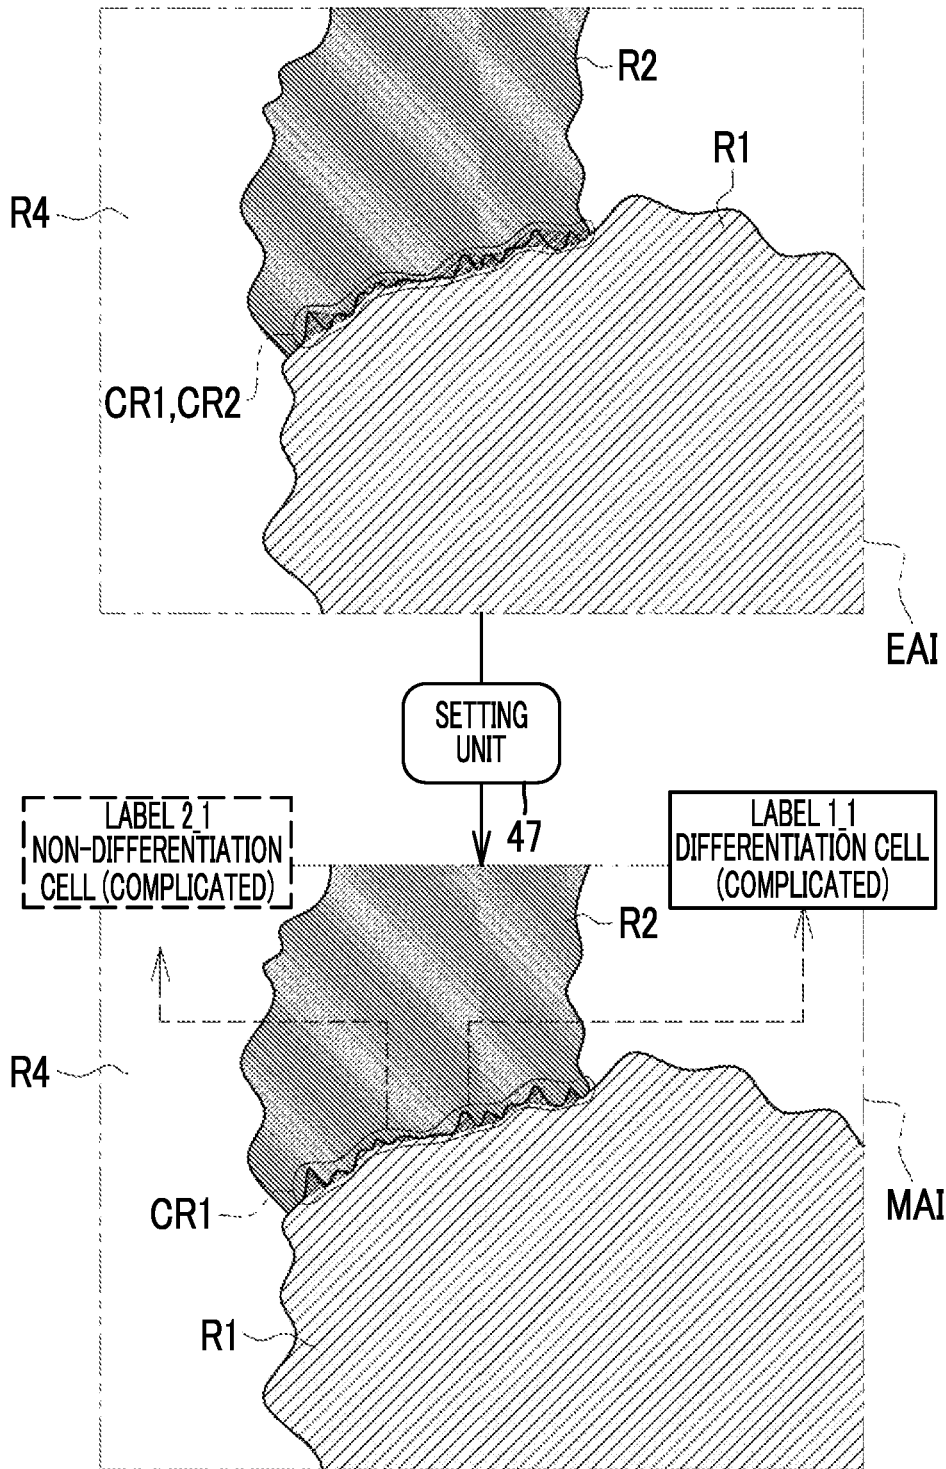 R2
R1
R4
CR1,CR2
EAI
SETTING
UNIT
47
LABEL 2_1
NON-DIFFERENTIATION
CELL (COMPLICATED)
LABEL 1_1
DIFFERENTIATION CELL
(COMPLICATED)
R2
R4
CR1
MAI
R1